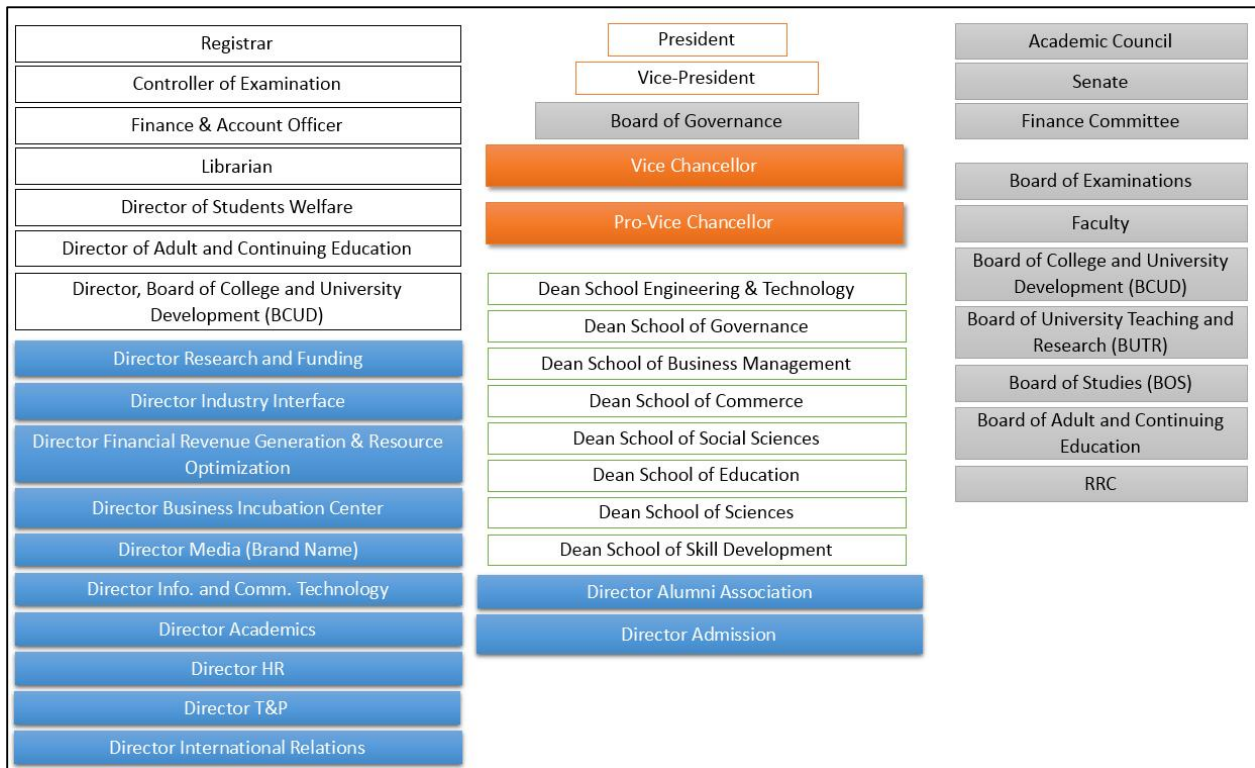 Registrar
Controller of Examination
Finance & Account Officer
Librarian
Director of Students Welfare
Director of Adult and Continuing Education
Director, Board of College and University
Development (BCUD)
Director Research and Funding
Director Industry Interface
Director Financial Revenue Generation & Resource
Optimization
Director Business Incubation Center
Director Media (Brand Name)
Director Info. and Comm. Technology
Director Academics
Director HR
Director T&P
Director International Relations
President
Vice-President
Board of Governance
Vice Chancellor
Pro-Vice Chancellor
Dean School Engineering & Technology
Dean School of Governance
Dean School of Business Management
Dean School of Commerce
Dean School of Social Sciences
Dean School of Education
Dean School of Sciences
Dean School of Skill Development
Director Alumni Association
Director Admission
Academic Council
Senate
Finance Committee
Board of Examinations
Faculty
Board of College and University
Development (BCUD)
Board of University Teaching and
Research (BUTR)
Board of Studies (BOS)
Board of Adult and Continuing
Education
RRC